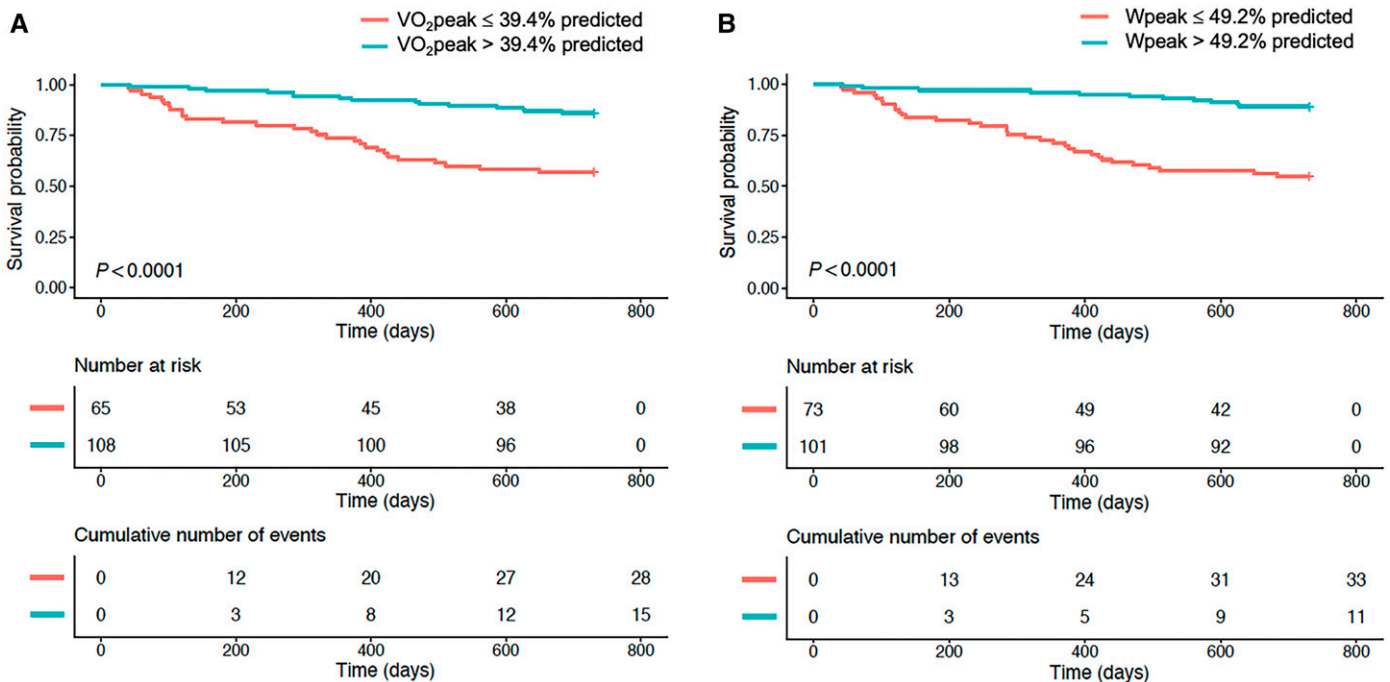 A
VO₂peak ≤ 39.4% predicted
VO₂peak > 39.4% predicted
Survival probability
1.00
0.75
0.50
0.25
0.00
P < 0.0001
0 200 400 600 800
Time (days)
Number at risk
65 53 45 38 0
108 105 100 96 0
0 200 400 600 800
Time (days)
Cumulative number of events
0 12 20 27 28
0 3 8 12 15
0 200 400 600 800
Time (days)
B
Wpeak ≤ 49.2% predicted
Wpeak > 49.2% predicted
Survival probability
1.00
0.75
0.50
0.25
0.00
P < 0.0001
0 200 400 600 800
Time (days)
Number at risk
73 60 49 42 0
101 98 96 92 0
0 200 400 600 800
Time (days)
Cumulative number of events
0 13 24 31 33
0 3 5 9 11
0 200 400 600 800
Time (days)